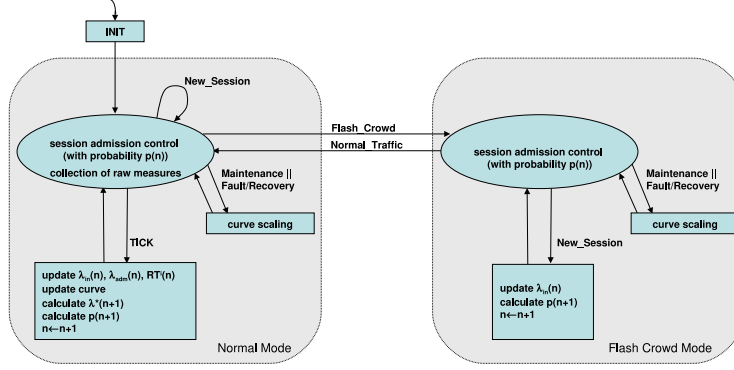 INIT
New_Session
session admission control
(with probability p(n))
collection of raw measures
Flash_Crowd
Normal_Traffic
Maintenance ||
Fault/Recovery
curve scaling
TICK
update λin(n), λadm(n), RTi(n)
update curve
calculate λ*(n+1)
calculate p(n+1)
n←n+1
Normal Mode
session admission control
(with probability p(n))
Maintenance ||
Fault/Recovery
curve scaling
New_Session
update λin(n)
calculate p(n+1)
n←n+1
Flash Crowd Mode